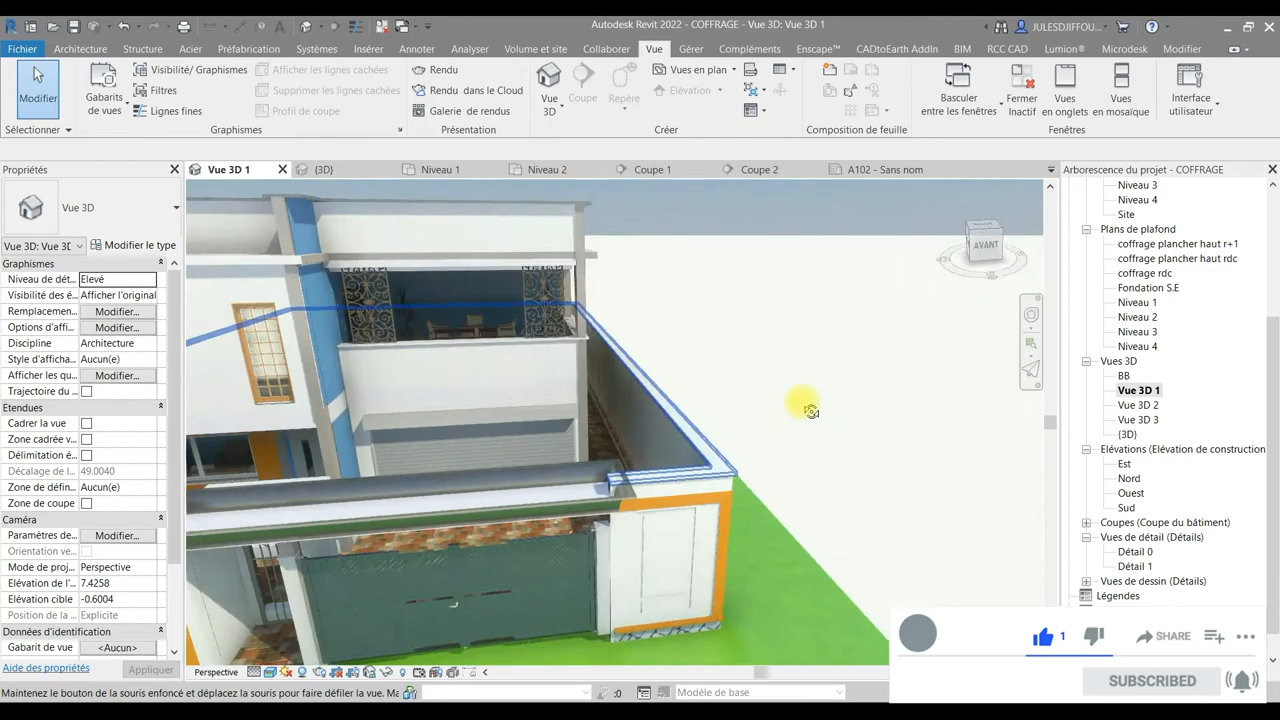 Autodesk Revit 2022 - COFFRAGE - Vue 3D: Vue 3D 1
JULESDJIFFOU...
Fichier Architecture Structure Acier Préfabrication Systèmes Insérer Annoter Analyser Volume et site Collaborer Vue Gérer Compléments Enscape™ CADtoEarth AddIn BIM RCC CAD Lumion® Microdesk Modifier
Modifier
Gabarits de vues
Visibilité/ Graphismes
Filtres
Lignes fines
Afficher les lignes cachées
Supprimer les lignes cachées
Profil de coupe
Rendu
Rendu dans le Cloud
Galerie de rendus
Vue 3D
Coupe
Repère
Vues en plan
Elévation
Basculer entre les fenêtres
Fermer Inactif
Vues en onglets
Vues en mosaïque
Interface utilisateur
Sélectionner Graphismes Présentation Créer Composition de feuille Fenêtres
Propriétés
Vue 3D 1 (3D) Niveau 1 Niveau 2 Coupe 1 Coupe 2 A102 - Sans nom
Arborescence du projet - COFFRAGE
Vue 3D
Vue 3D: Vue 3D
Modifier le type
Graphismes
Niveau de dét... Elevé
Visibilité des é... Afficher l'original
Remplacemen... Modifier...
Options d'affi... Modifier...
Discipline Architecture
Style d'afficha... Aucun(e)
Afficher les qu... Modifier...
Trajectoire du ...
Etendues
Cadrer la vue
Zone cadrée v...
Délimitation é...
Décalage de l... 49.0040
Zone de défin... Aucun(e)
Zone de coupe
Caméra
Paramètres de... Modifier...
Orientation ve...
Mode de proj... Perspective
Elévation de l'... 7.4258
Elévation cible -0.6004
Position de la ... Explicite
Données d'identification
Gabarit de vue <Aucun>
Aide des propriétés
Appliquer
AVANT
Niveau 3
Niveau 4
Site
Plans de plafond
coffrage plancher haut r+1
coffrage plancher haut rdc
coffrage rdc
Fondation S.E
Niveau 1
Niveau 2
Niveau 3
Niveau 4
Vues 3D
BB
Vue 3D 1
Vue 3D 2
Vue 3D 3
{3D}
Elévations (Elévation de construction
Est
Nord
Ouest
Sud
Coupes (Coupe du bâtiment)
Vues de détail (Détails)
Détail 0
Détail 1
Vues de dessin (Détails)
Légendes
Perspective
Maintenez le bouton de la souris enfoncé et déplacez la souris pour faire défiler la vue. Ma
:0
Modèle de base
1
SHARE
SUBSCRIBED